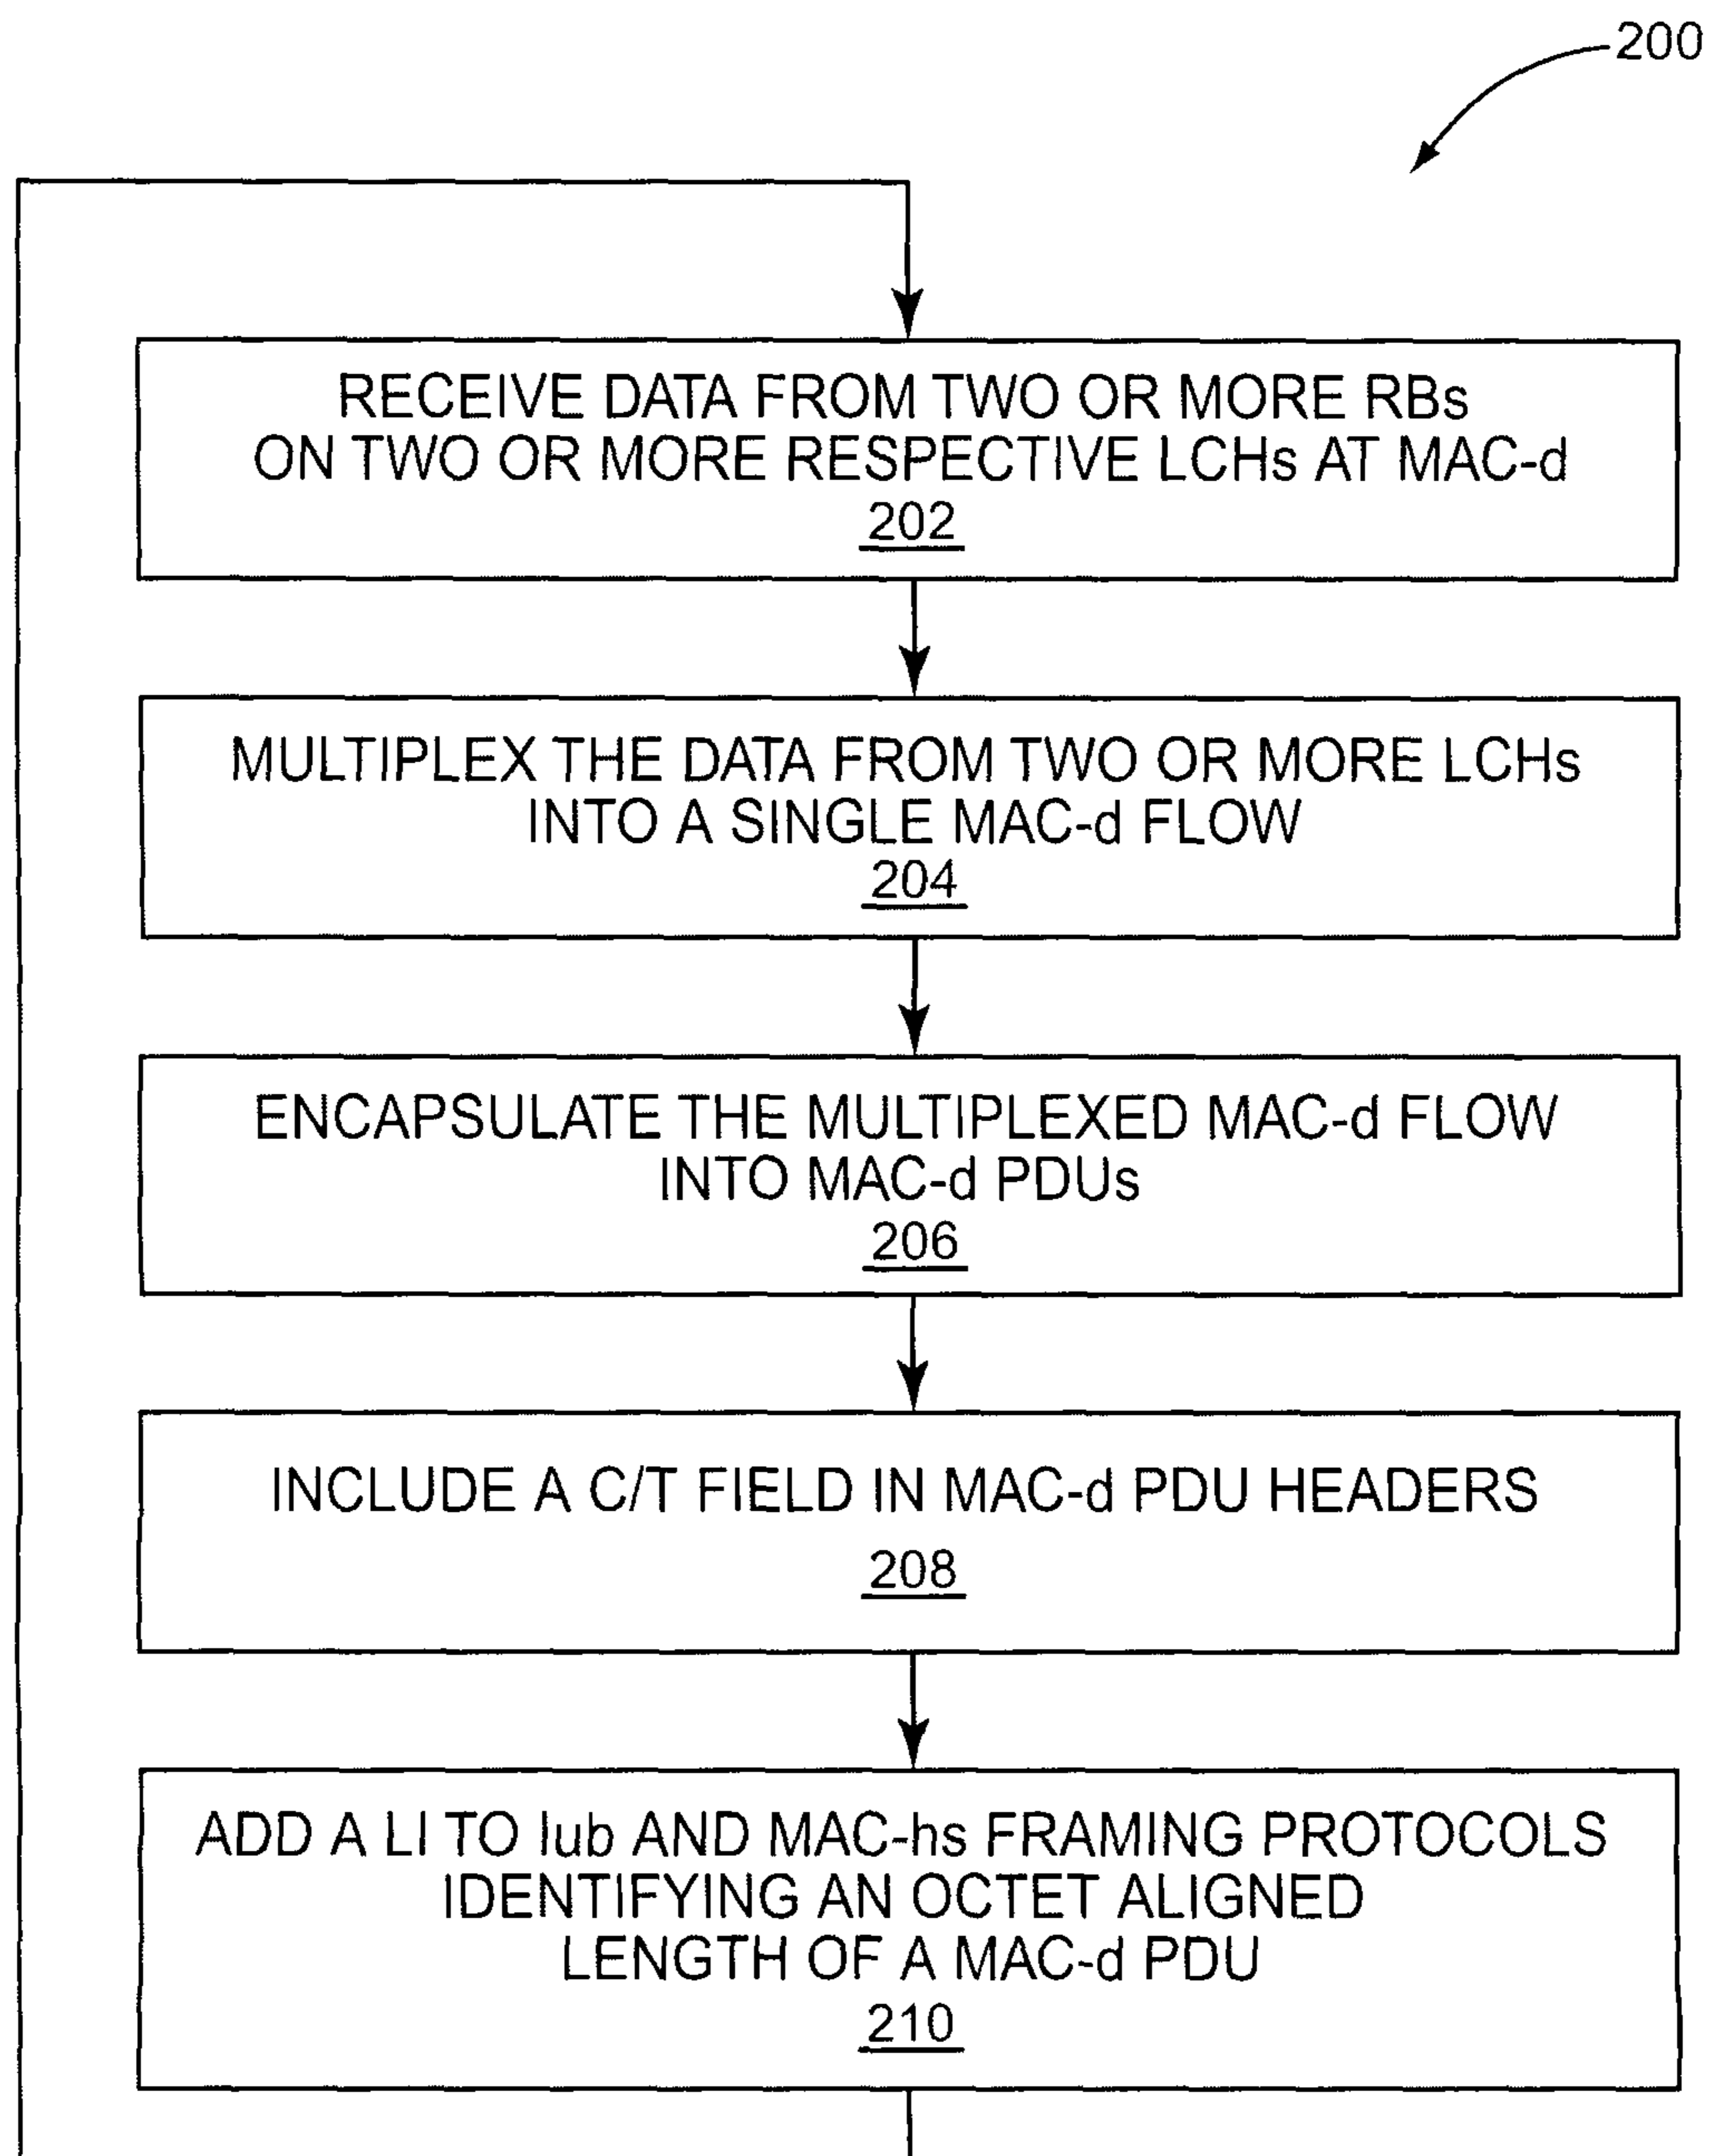 200
RECEIVE DATA FROM TWO OR MORE RBs
ON TWO OR MORE RESPECTIVE LCHs AT MAC-d
202
MULTIPLEX THE DATA FROM TWO OR MORE LCHs
INTO A SINGLE MAC-d FLOW
204
ENCAPSULATE THE MULTIPLEXED MAC-d FLOW
INTO MAC-d PDUs
206
INCLUDE A C/T FIELD IN MAC-d PDU HEADERS
208
ADD A LI TO Iub AND MAC-hs FRAMING PROTOCOLS
IDENTIFYING AN OCTET ALIGNED
LENGTH OF A MAC-d PDU
210